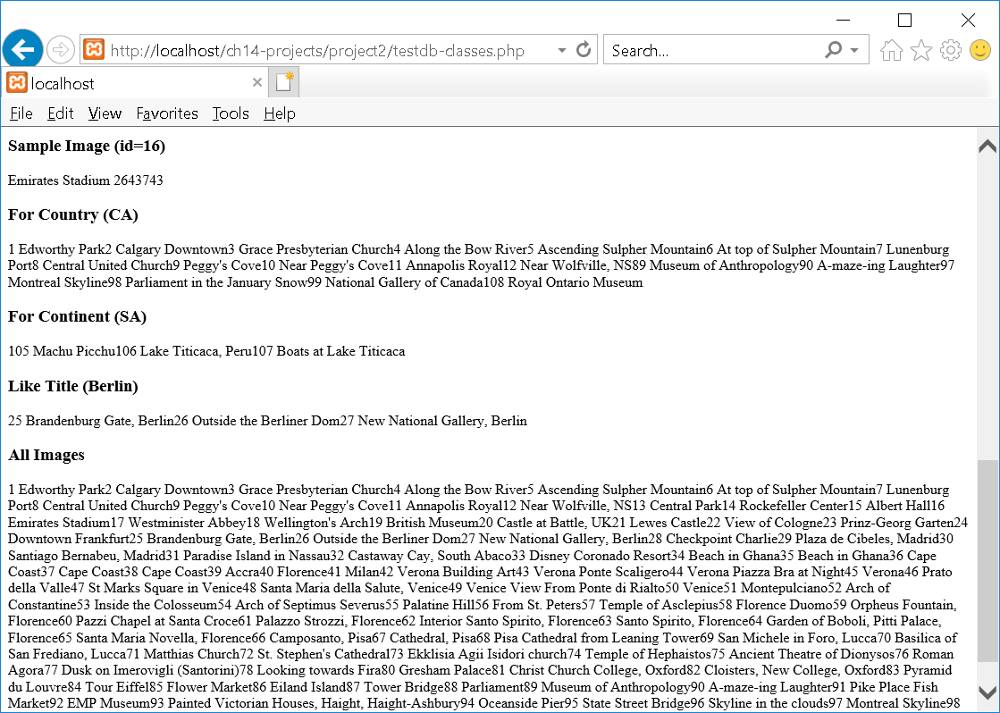 http://localhost/ch14-projects/project2/testdb-classes.php
Search...
localhost
File Edit View Favorites Tools Help
Sample Image (id=16)
Emirates Stadium 2643743
For Country (CA)
1 Edworthy Park2 Calgary Downtown3 Grace Presbyterian Church4 Along the Bow River5 Ascending Sulpher Mountain6 At top of Sulpher Mountain7 Lunenburg
Port8 Central United Church9 Peggy's Cove10 Near Peggy's Cove11 Annapolis Royal12 Near Wolfville, NS89 Museum of Anthropology90 A-maze-ing Laughter97
Montreal Skyline98 Parliament in the January Snow99 National Gallery of Canada108 Royal Ontario Museum
For Continent (SA)
105 Machu Picchu106 Lake Titicaca, Peru107 Boats at Lake Titicaca
Like Title (Berlin)
25 Brandenburg Gate, Berlin26 Outside the Berliner Dom27 New National Gallery, Berlin
All Images
1 Edworthy Park2 Calgary Downtown3 Grace Presbyterian Church4 Along the Bow River5 Ascending Sulpher Mountain6 At top of Sulpher Mountain7 Lunenburg
Port8 Central United Church9 Peggy's Cove10 Near Peggy's Cove11 Annapolis Royal12 Near Wolfville, NS13 Central Park14 Rockefeller Center15 Albert Hall16
Emirates Stadium17 Westminister Abbey18 Wellington's Arch19 British Museum20 Castle at Battle, UK21 Lewes Castle22 View of Cologne23 Prinz-Georg Garten24
Downtown Frankfurt25 Brandenburg Gate, Berlin26 Outside the Berliner Dom27 New National Gallery, Berlin28 Checkpoint Charlie29 Plaza de Cibeles, Madrid30
Santiago Bernabeu, Madrid31 Paradise Island in Nassau32 Castaway Cay, South Abaco33 Disney Coronado Resort34 Beach in Ghana35 Beach in Ghana36 Cape
Coast37 Cape Coast38 Cape Coast39 Accra40 Florence41 Milan42 Verona Building Art43 Verona Ponte Scaligero44 Verona Piazza Bra at Night45 Verona46 Prato
della Valle47 St Marks Square in Venice48 Santa Maria della Salute, Venice49 Venice View From Ponte di Rialto50 Venice51 Montepulciano52 Arch of
Constantine53 Inside the Colosseum54 Arch of Septimus Severus55 Palatine Hill56 From St. Peters57 Temple of Asclepius58 Florence Duomo59 Orpheus Fountain,
Florence60 Pazzi Chapel at Santa Croce61 Palazzo Strozzi, Florence62 Interior Santo Spirito, Florence63 Santo Spirito, Florence64 Garden of Boboli, Pitti Palace,
Florence65 Santa Maria Novella, Florence66 Camposanto, Pisa67 Cathedral, Pisa68 Pisa Cathedral from Leaning Tower69 San Michele in Foro, Lucca70 Basilica of
San Frediano, Lucca71 Matthias Church72 St. Stephen's Cathedral73 Ekklisia Agii Isidori church74 Temple of Hephaistos75 Ancient Theatre of Dionysos76 Roman
Agora77 Dusk on Imerovigli (Santorini)78 Looking towards Fira80 Gresham Palace81 Christ Church College, Oxford82 Cloisters, New College, Oxford83 Pyramid
du Louvre84 Tour Eiffel85 Flower Market86 Eiland Island87 Tower Bridge88 Parliament89 Museum of Anthropology90 A-maze-ing Laughter91 Pike Place Fish
Market92 EMP Museum93 Painted Victorian Houses, Haight, Haight-Ashbury94 Oceanside Pier95 State Street Bridge96 Skyline in the clouds97 Montreal Skyline98